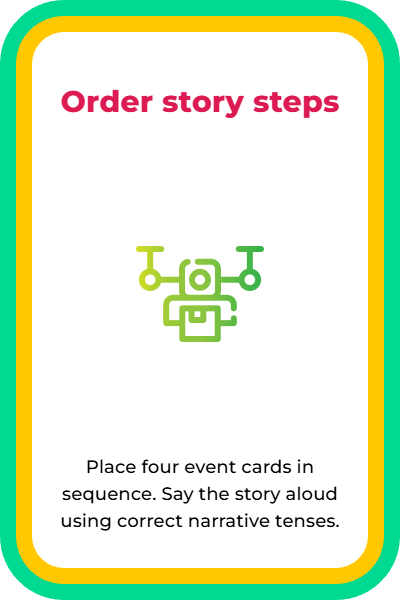 Order story steps
Place four event cards in
sequence. Say the story aloud
using correct narrative tenses.